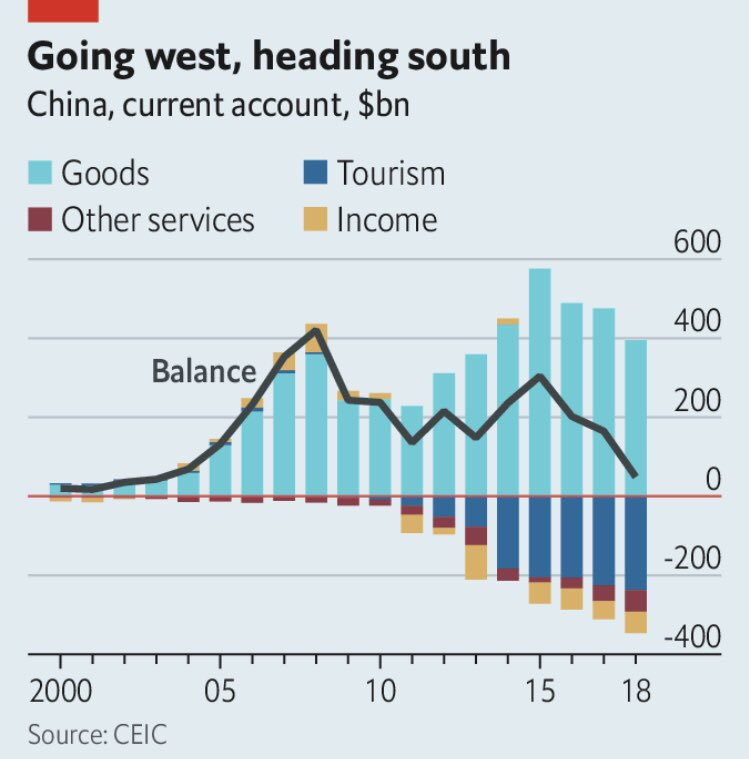 Going west, heading south
China, current account, $bn
Goods
Tourism
Other services
Income
600
400
Balance
200
0
-200
-400
2000 05 10 15 18
Source: CEIC